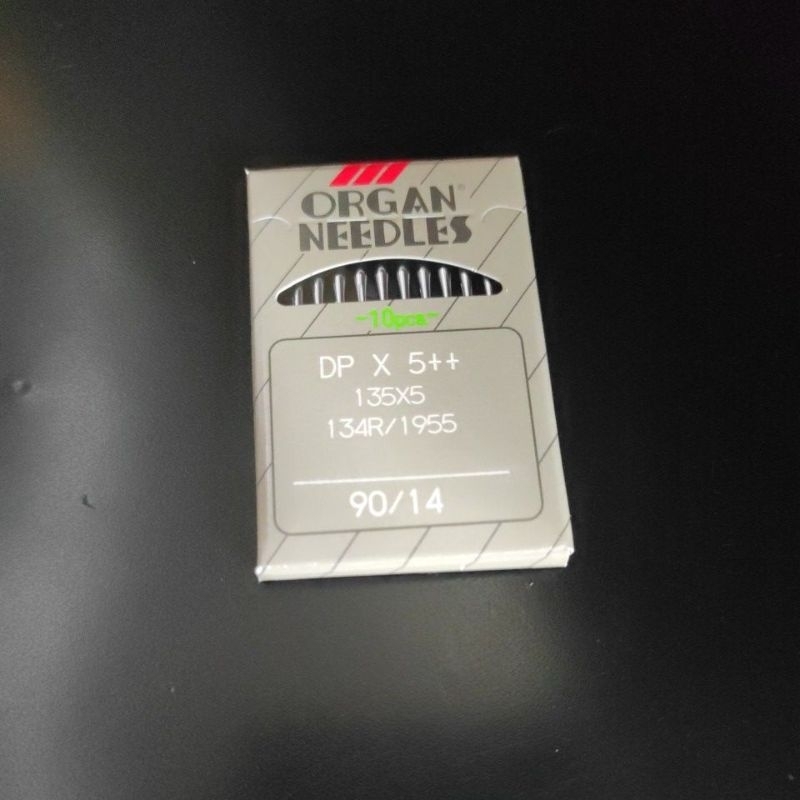 ORGAN®
NEEDLES
-10pcs-
DP X 5++
135X5
134R/1955
90/14